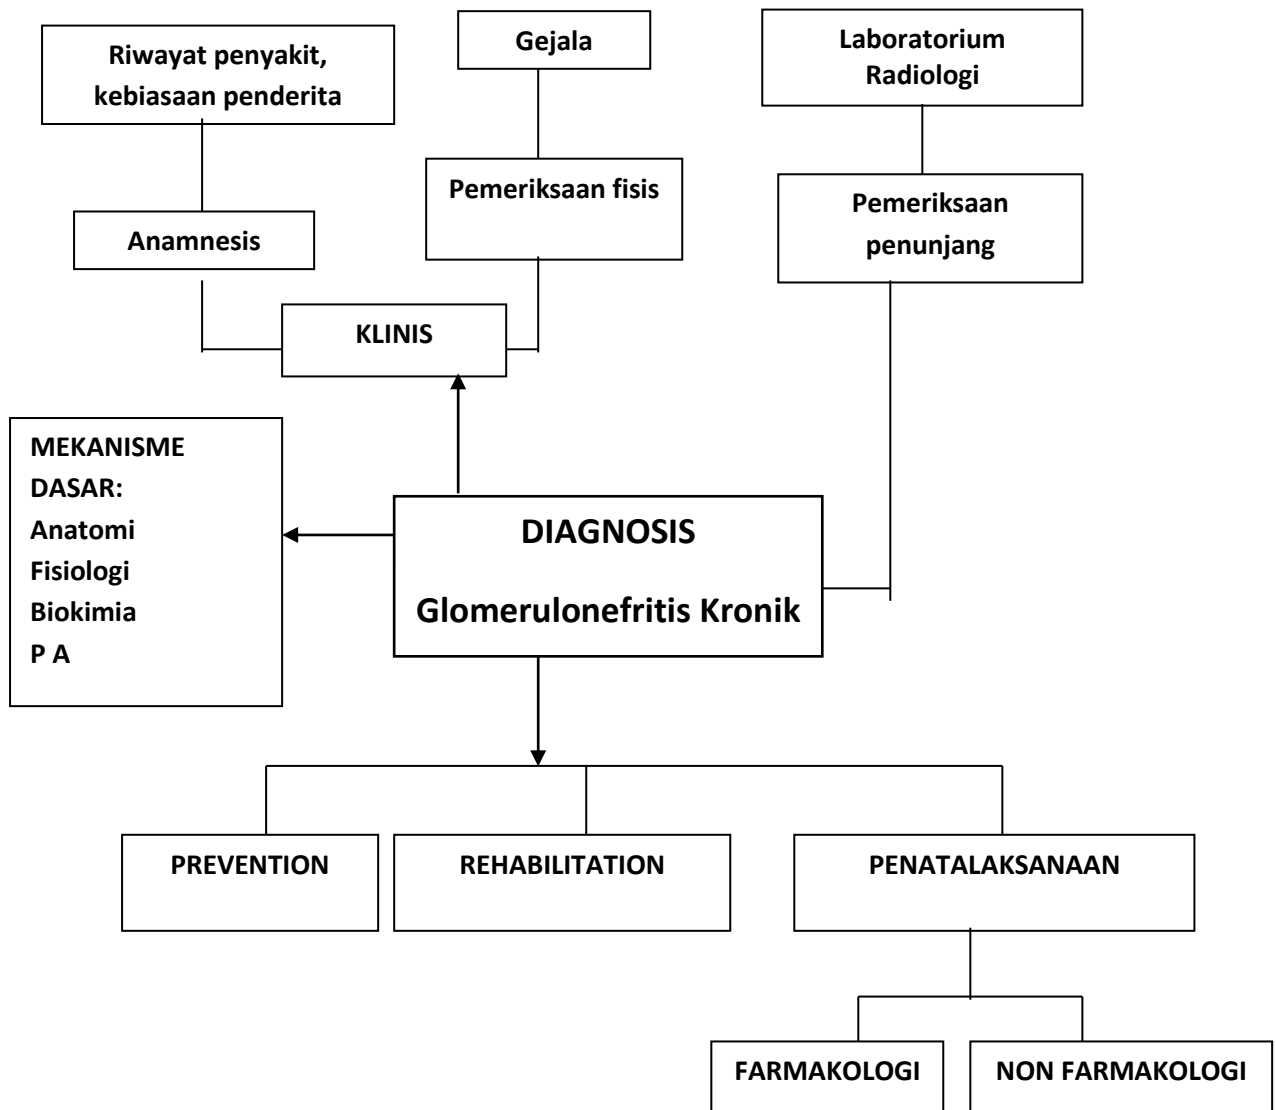 Riwayat penyakit,
kebiasaan penderita
Gejala
Laboratorium
Radiologi
Anamnesis
Pemeriksaan fisis
Pemeriksaan
penunjang
KLINIS
MEKANISME
DASAR:
Anatomi
Fisiologi
Biokimia
P A
DIAGNOSIS
Glomerulonefritis Kronik
PREVENTION
REHABILITATION
PENATALAKSANAAN
FARMAKOLOGI
NON FARMAKOLOGI